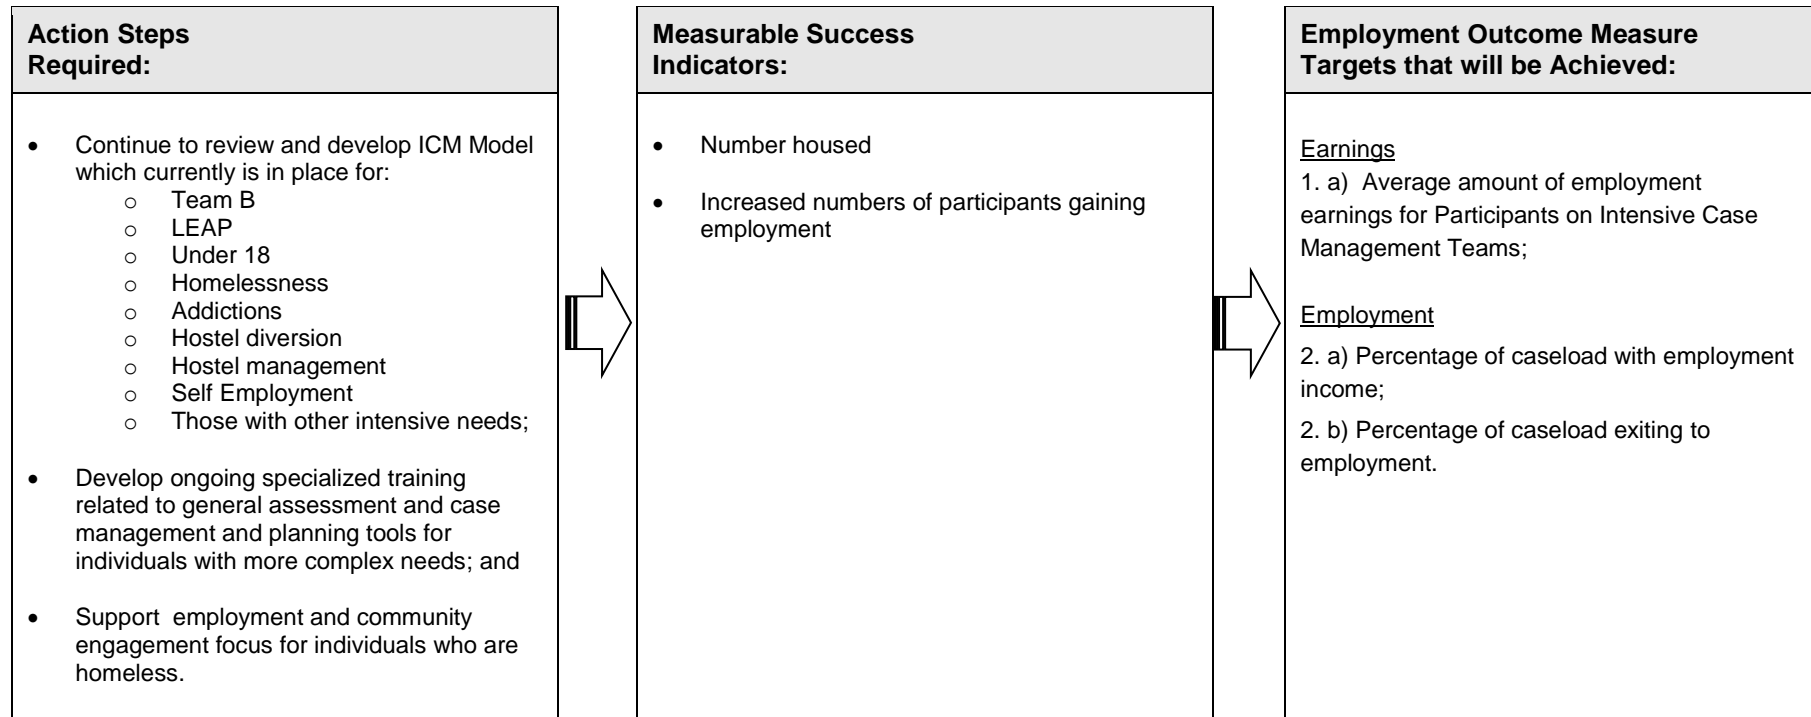 Action Steps
Required:
• Continue to review and develop ICM Model
which currently is in place for:
o Team B
o LEAP
o Under 18
o Homelessness
o Addictions
o Hostel diversion
o Hostel management
o Self Employment
o Those with other intensive needs;
• Develop ongoing specialized training
related to general assessment and case
management and planning tools for
individuals with more complex needs; and
• Support employment and community
engagement focus for individuals who are
homeless.
Measurable Success
Indicators:
• Number housed
• Increased numbers of participants gaining
employment
Employment Outcome Measure
Targets that will be Achieved:
Earnings
1. a) Average amount of employment
earnings for Participants on Intensive Case
Management Teams;
Employment
2. a) Percentage of caseload with employment
income;
2. b) Percentage of caseload exiting to
employment.